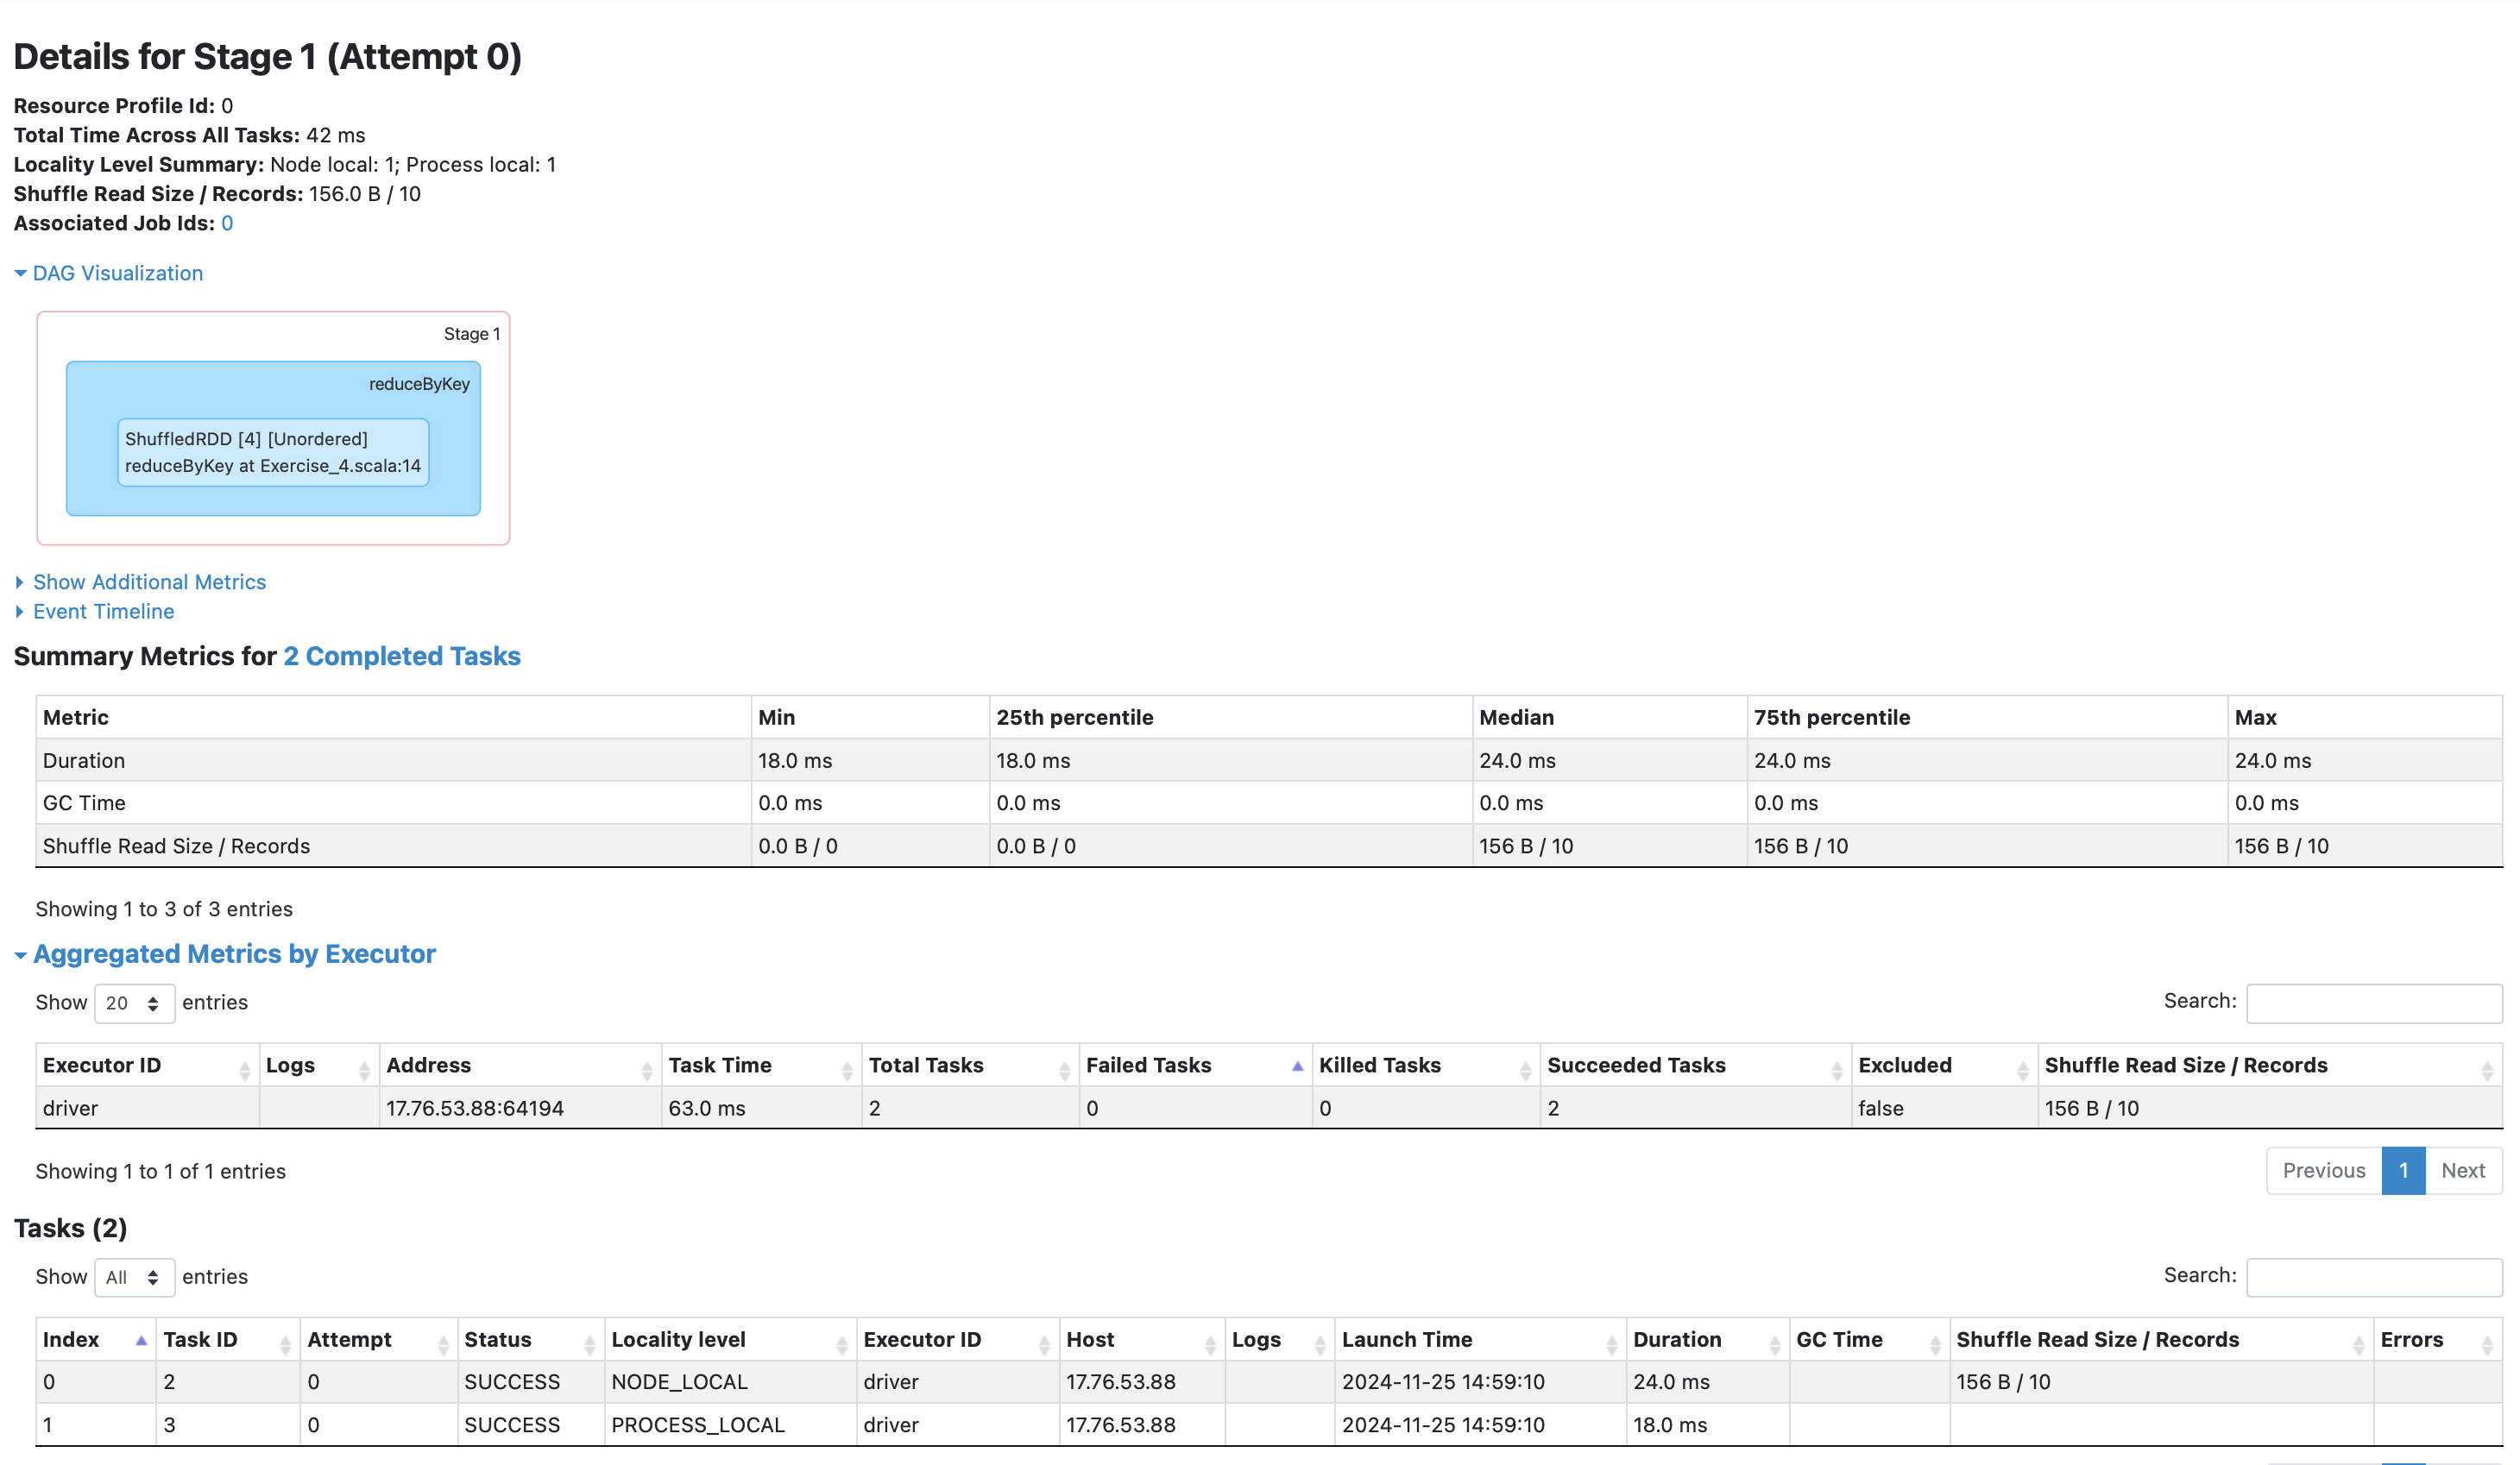 Details for Stage 1 (Attempt 0)
Resource Profile Id: 0
Total Time Across All Tasks: 42 ms
Locality Level Summary: Node local: 1; Process local: 1
Shuffle Read Size / Records: 156.0 B / 10
Associated Job Ids: 0
DAG Visualization
Stage 1
reduceByKey
ShuffledRDD [4] [Unordered]
reduceByKey at Exercise_4.scala:14
Show Additional Metrics
Event Timeline
Summary Metrics for 2 Completed Tasks
Metric Min 25th percentile Median 75th percentile Max
Duration 18.0 ms 18.0 ms 24.0 ms 24.0 ms 24.0 ms
GC Time 0.0 ms 0.0 ms 0.0 ms 0.0 ms 0.0 ms
Shuffle Read Size / Records 0.0 B / 0 0.0 B / 0 156 B / 10 156 B / 10 156 B / 10
Showing 1 to 3 of 3 entries
Aggregated Metrics by Executor
Show 20 entries Search:
Executor ID Logs Address Task Time Total Tasks Failed Tasks Killed Tasks Succeeded Tasks Excluded Shuffle Read Size / Records
driver 17.76.53.88:64194 63.0 ms 2 0 0 2 false 156 B / 10
Showing 1 to 1 of 1 entries Previous 1 Next
Tasks (2)
Show All entries Search:
Index Task ID Attempt Status Locality level Executor ID Host Logs Launch Time Duration GC Time Shuffle Read Size / Records Errors
0 2 0 SUCCESS NODE_LOCAL driver 17.76.53.88 2024-11-25 14:59:10 24.0 ms 156 B / 10
1 3 0 SUCCESS PROCESS_LOCAL driver 17.76.53.88 2024-11-25 14:59:10 18.0 ms